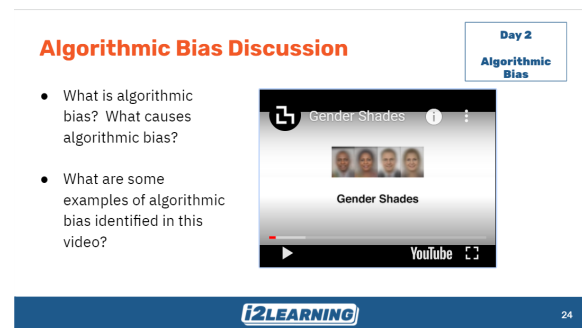 Algorithmic Bias Discussion
Day 2
Algorithmic
Bias
● What is algorithmic
bias? What causes
algorithmic bias?
● What are some
examples of algorithmic
bias identified in this
video?
Gender Shades
Gender Shades
YouTube
i2LEARNING
24